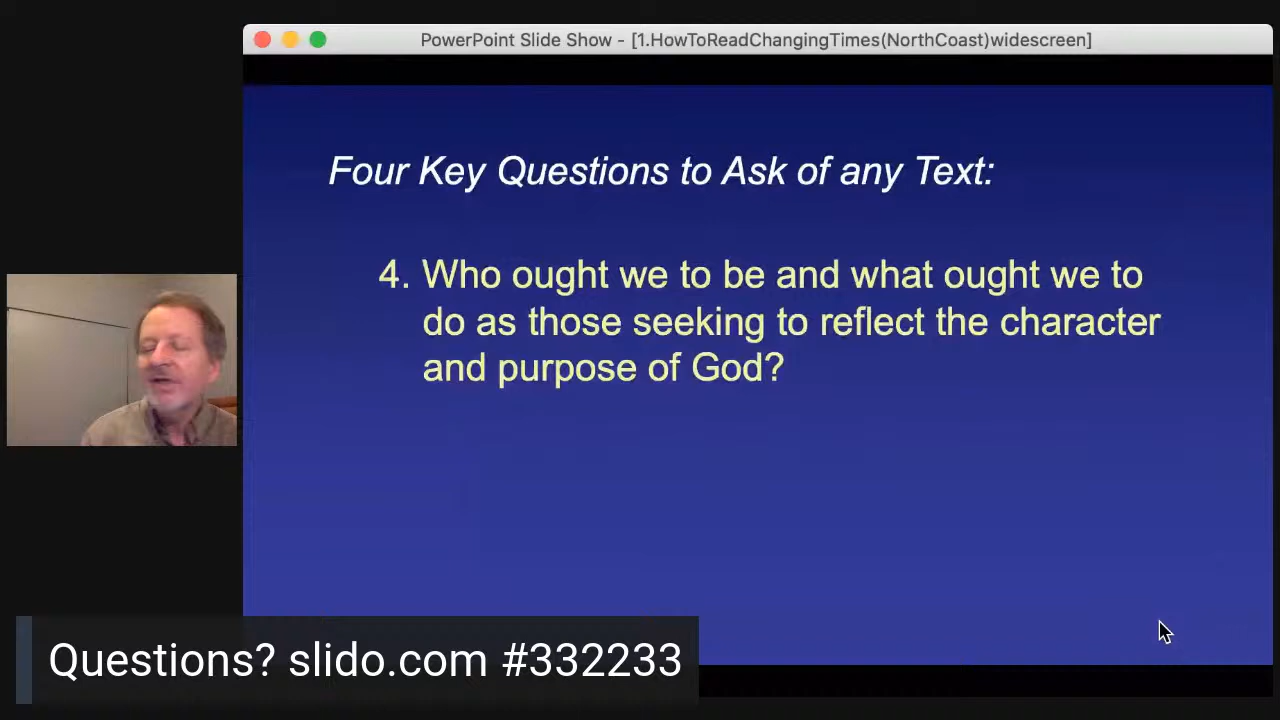 PowerPoint Slide Show - [1.HowToReadChangingTimes(NorthCoast)widescreen]
Four Key Questions to Ask of any Text:
4. Who ought we to be and what ought we to
do as those seeking to reflect the character
and purpose of God?
Questions? slido.com #332233